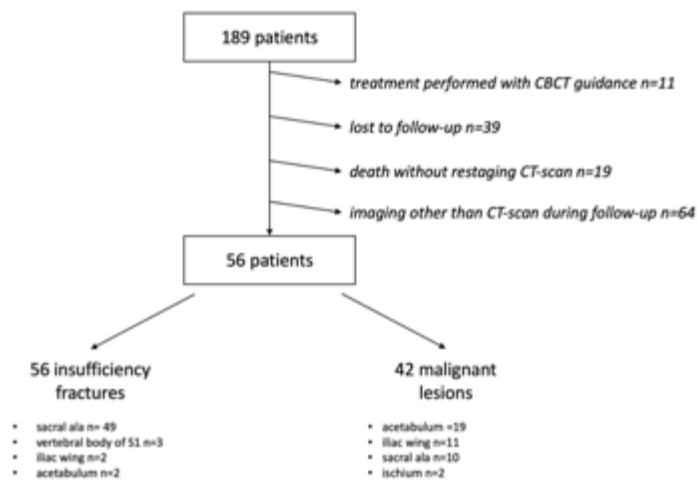 189 patients
treatment performed with CBCT guidance n=11
lost to follow-up n=39
death without restaging CT-scan n=19
imaging other than CT-scan during follow-up n=64
56 patients
56 insufficiency
fractures
• sacral ala n= 49
• vertebral body of S1 n=3
• iliac wing n=2
• acetabulum n=2
42 malignant
lesions
• acetabulum =19
• iliac wing n=11
• sacral ala n=10
• ischium n=2